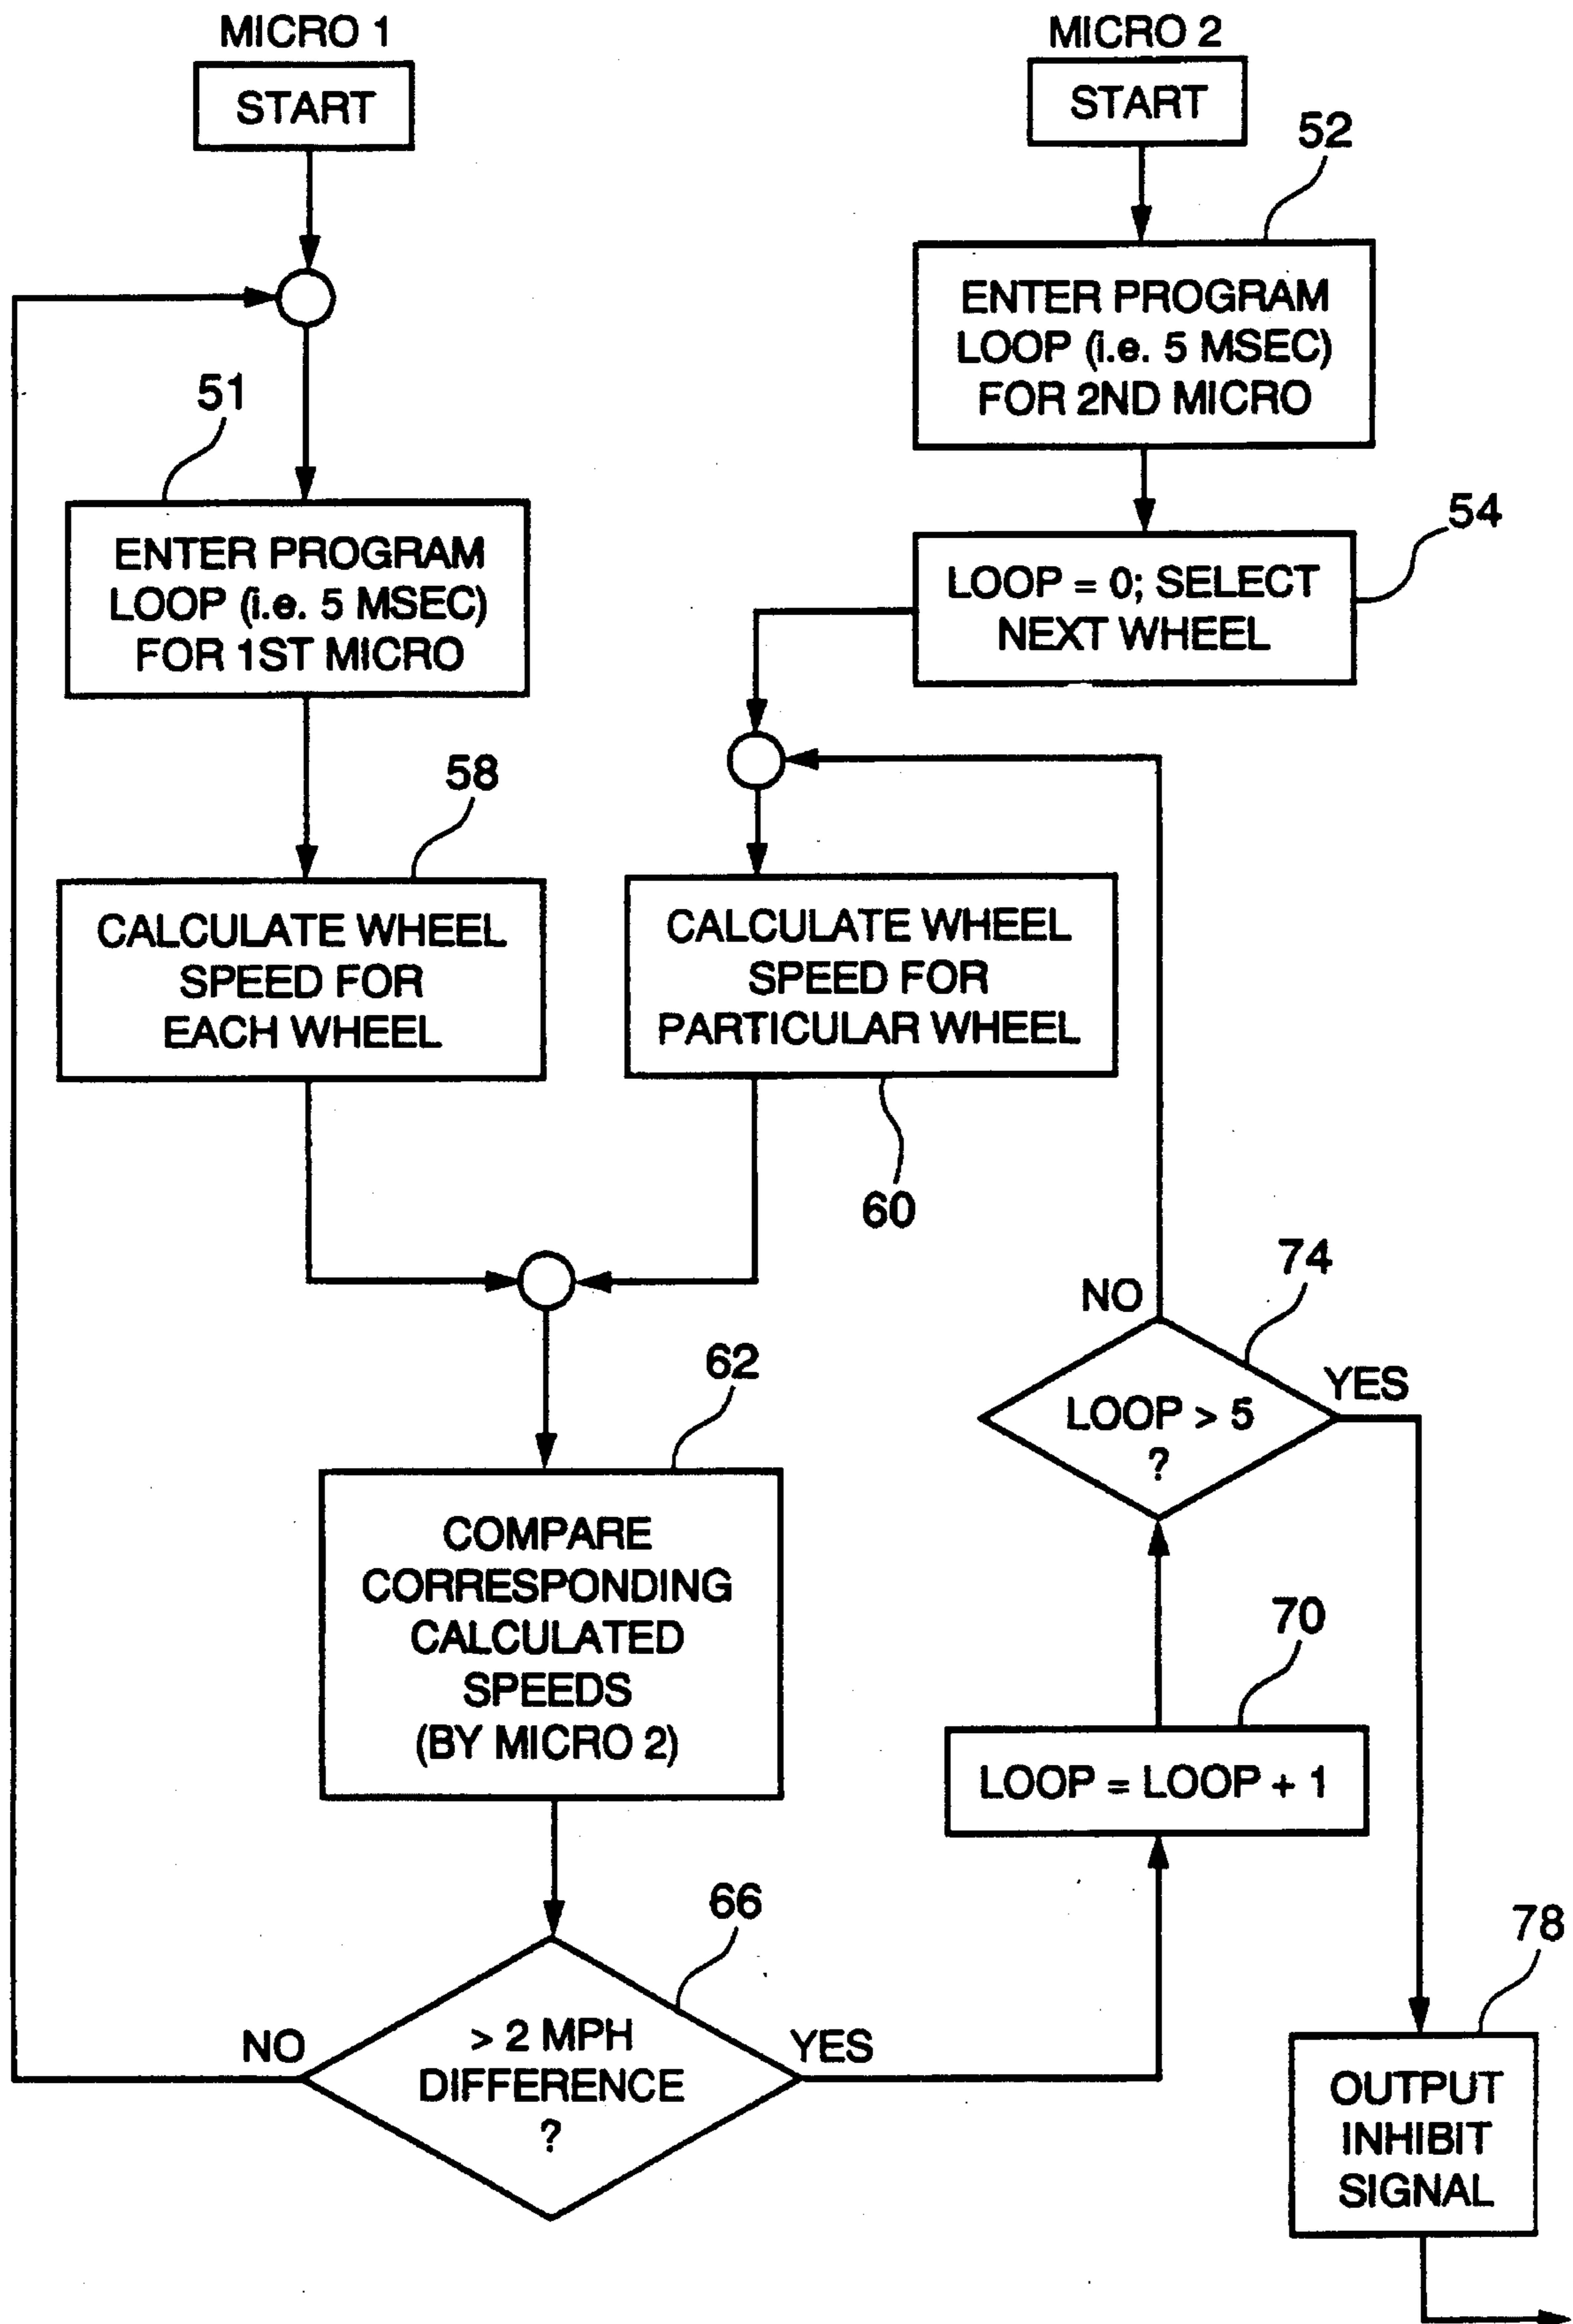 MICRO 1
START
MICRO 2
START
52
ENTER PROGRAM
LOOP (i.e. 5 MSEC)
FOR 2ND MICRO
51
ENTER PROGRAM
LOOP (i.e. 5 MSEC)
FOR 1ST MICRO
54
LOOP = 0; SELECT
NEXT WHEEL
58
CALCULATE WHEEL
SPEED FOR
EACH WHEEL
CALCULATE WHEEL
SPEED FOR
PARTICULAR WHEEL
60
62
COMPARE
CORRESPONDING
CALCULATED
SPEEDS
(BY MICRO 2)
66
> 2 MPH
DIFFERENCE
?
NO
YES
70
LOOP = LOOP + 1
74
LOOP > 5
?
NO
YES
78
OUTPUT
INHIBIT
SIGNAL